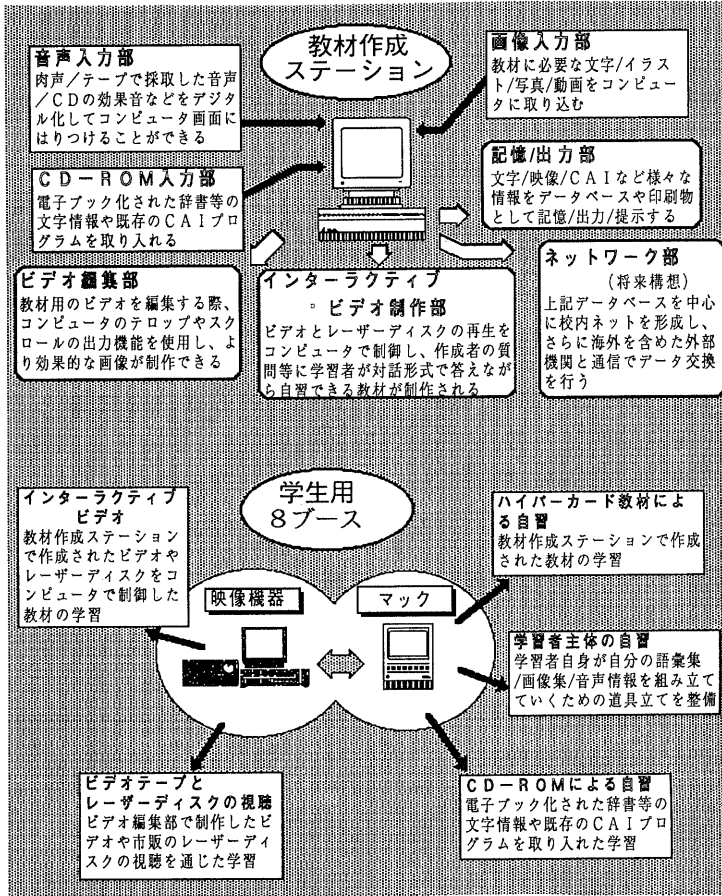 教材作成
ステーション
音声入力部
肉声/テープで採取した音声
/CDの効果音などをデジ
タル化してコンピュータ画面に
はりつけることができる
画像入力部
教材に必要な文字/イラス
ト/写真/動画をコンピュー
タに取り込む
CD－ROM入力部
電子ブック化された辞書等の
文字情報や既存のCAIプロ
グラムを取り入れる
記憶/出力部
文字/映像/CAIなど様々な
情報をデータベースや印刷物
として記憶/出力/提示する
ビデオ編集部
教材用のビデオを編集する際、
コンピュータのテロップやスク
ロールの出力機能を使用し、よ
り効果的な画像が制作できる
インターラクティブ
ビデオ制作部
ビデオとレーザーディスクの再生を
コンピュータで制御し、作成者の質
問等に学習者が対話形式で答えなが
ら自習できる教材が制作される
ネットワーク部
(将来構想)
上記データベースを中心
に校内ネットを形成し、
さらに海外を含めた外部
機関と通信でデータ交換
を行う
学生用
8ブース
インターラクティブ
ビデオ
教材作成ステーション
で作成されたビデオや
レーザーディスクをコ
ンピュータで制御した
教材の学習
映像機器
マック
ハイパーカード教材によ
る自習
教材作成ステーションで作成
された教材の学習
学習者主体の自習
学習者自身が自分の語彙集
/画像集/音声情報を組み立て
ていくための道具立てを整備
ビデオテープと
レーザーディスクの視聴
ビデオ編集部で制作したビ
デオや市販のレーザーディ
スクの視聴を通じた学習
CD－ROMによる自習
電子ブック化された辞書等の
文字情報や既存のCAIプロ
グラムを取り入れた学習